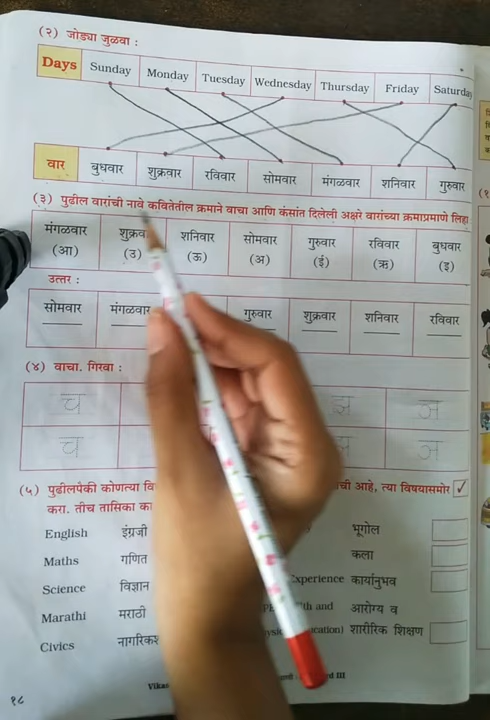 (२) जोड्या जुळवा :
Days Sunday Monday Tuesday Wednesday Thursday Friday Saturday
वार बुधवार शुक्रवार रविवार सोमवार मंगळवार शनिवार गुरुवार
(३) पुढील वारांची नावे कवितेतील क्रमाने वाचा आणि कंसांत दिलेली अक्षरे वारांच्या क्रमाप्रमाणे लिहा
मंगळवार शनिवार सोमवार गुरुवार रविवार बुधवार
(आ) (उ) (ऊ) (अ) (ई) (ऋ) (इ)
उत्तर :
सोमवार मंगळवार गुरुवार शुक्रवार शनिवार रविवार
(४) वाचा. गिरवा :
च झ ञ
च झ ञ
(५) पुढीलपैकी कोणत्या आहे, त्या विषयासमोर ✓
करा. तीच तासिका
English इंग्रजी भूगोल
Maths गणित कला
Science विज्ञान Experience कार्यानुभव
Marathi मराठी and आरोग्य व
Civics शारीरिक शिक्षण
१८
III